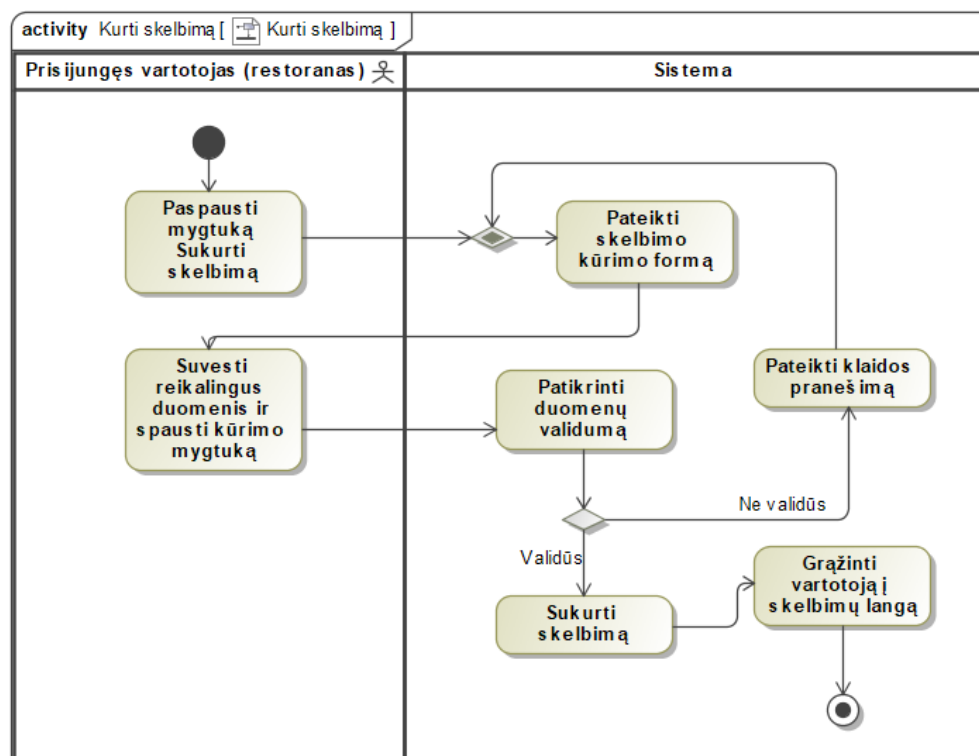 activity Kurti skelbimą [ Kurti skelbimą ]
Prisijungęs vartotojas (restoranas)
Sistema
Paspausti
mygtuką
Sukurti
skelbimą
Pateikti
skelbimo
kūrimo formą
Suvesti
reikalingus
duomenis ir
spausti kūrimo
mygtuką
Patikrinti
duomenų
validumą
Pateikti klaidos
pranešimą
Ne validūs
Validūs
Sukurti
skelbimą
Grąžinti
vartotoją į
skelbimų langą